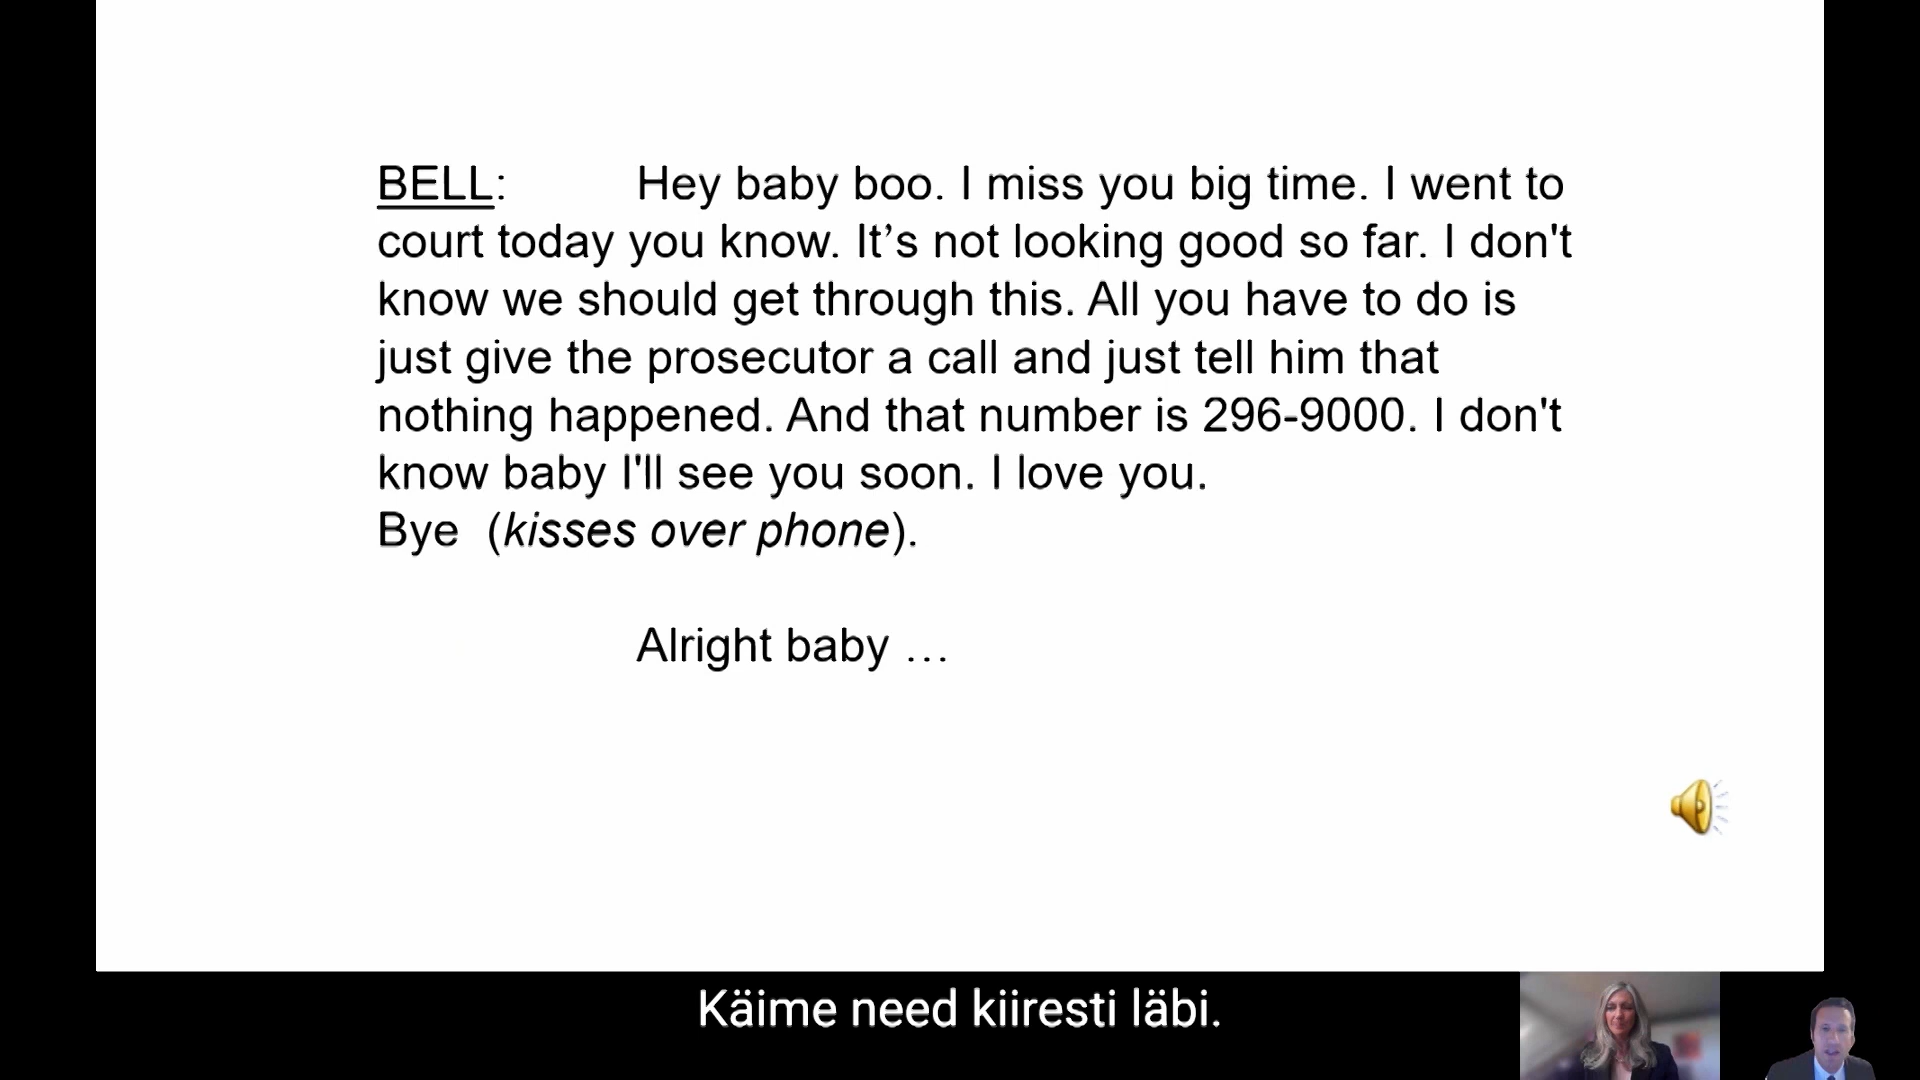 BELL: Hey baby boo. I miss you big time. I went to
court today you know. It’s not looking good so far. I don't
know we should get through this. All you have to do is
just give the prosecutor a call and just tell him that
nothing happened. And that number is 296-9000. I don't
know baby I'll see you soon. I love you.
Bye (kisses over phone).
Alright baby …
Käime need kiiresti läbi.